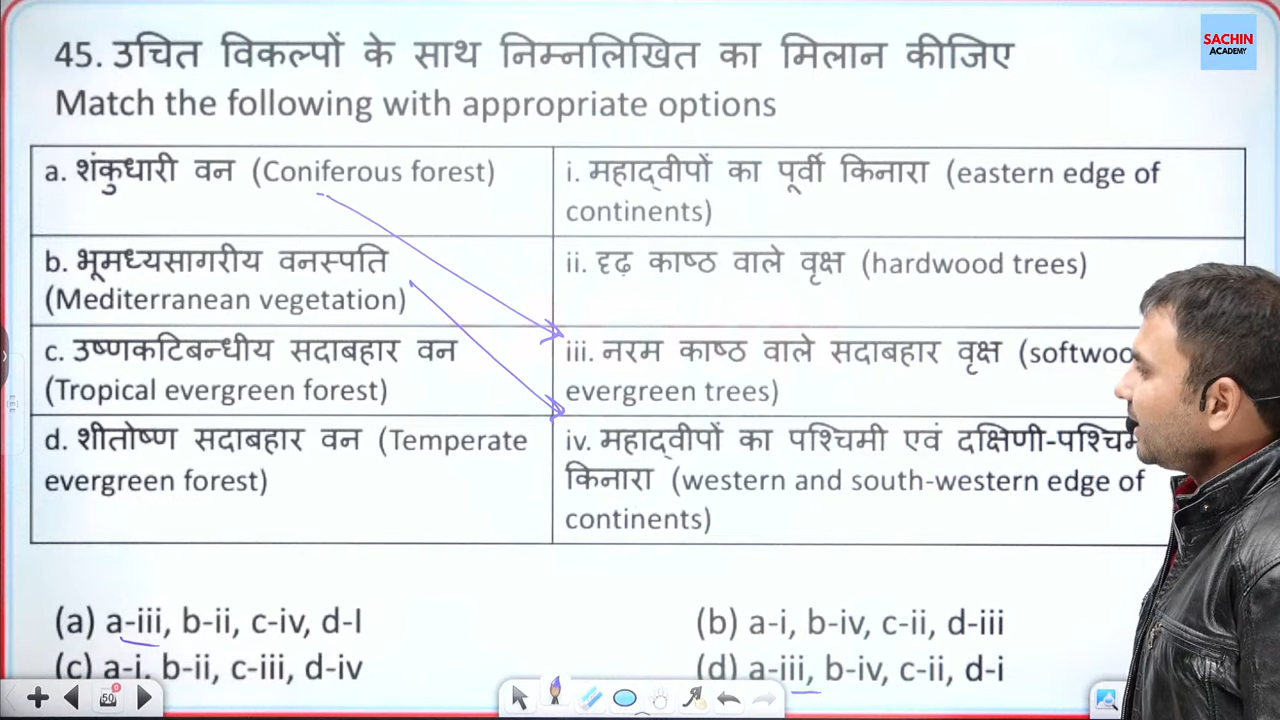 SACHIN
ACADEMY
45. उचित विकल्पों के साथ निम्नलिखित का मिलान कीजिए
Match the following with appropriate options
a. शंकुधारी वन (Coniferous forest)
i. महाद्वीपों का पूर्वी किनारा (eastern edge of
continents)
b. भूमध्यसागरीय वनस्पति
(Mediterranean vegetation)
ii. दृढ़ काष्ठ वाले वृक्ष (hardwood trees)
c. उष्णकटिबन्धीय सदाबहार वन
(Tropical evergreen forest)
iii. नरम काष्ठ वाले सदाबहार वृक्ष (softwoo
evergreen trees)
d. शीतोष्ण सदाबहार वन (Temperate
evergreen forest)
iv. महाद्वीपों का पश्चिमी एवं दक्षिणी-पश्चिम
किनारा (western and south-western edge of
continents)
(a) a-iii, b-ii, c-iv, d-I
(b) a-i, b-iv, c-ii, d-iii
(c) a-i, b-ii, c-iii, d-iv
(d) a-iii, b-iv, c-ii, d-i
50